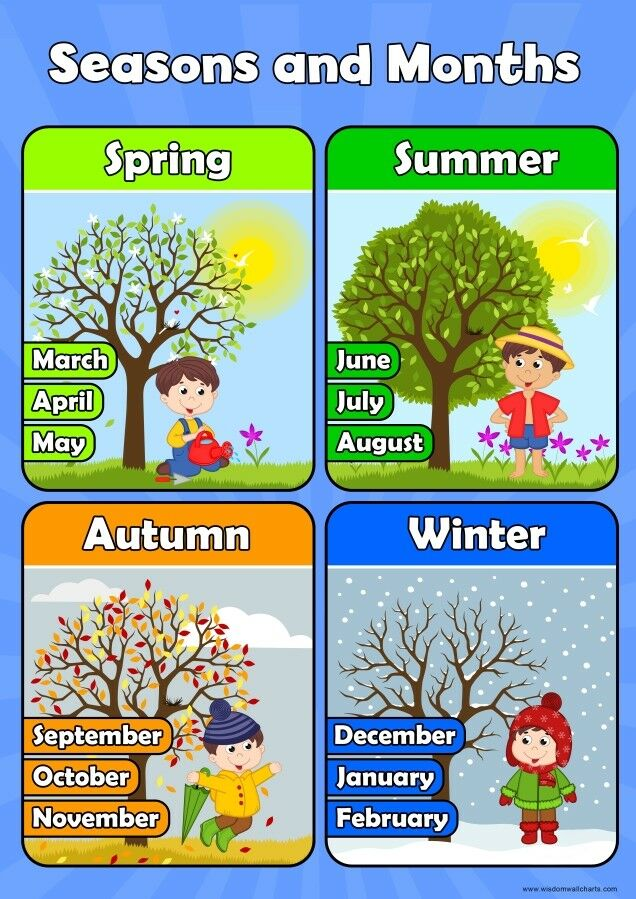 Seasons and Months
Spring
March
April
May
Summer
June
July
August
Autumn
September
October
November
Winter
December
January
February
www.wisdomwallcharts.com